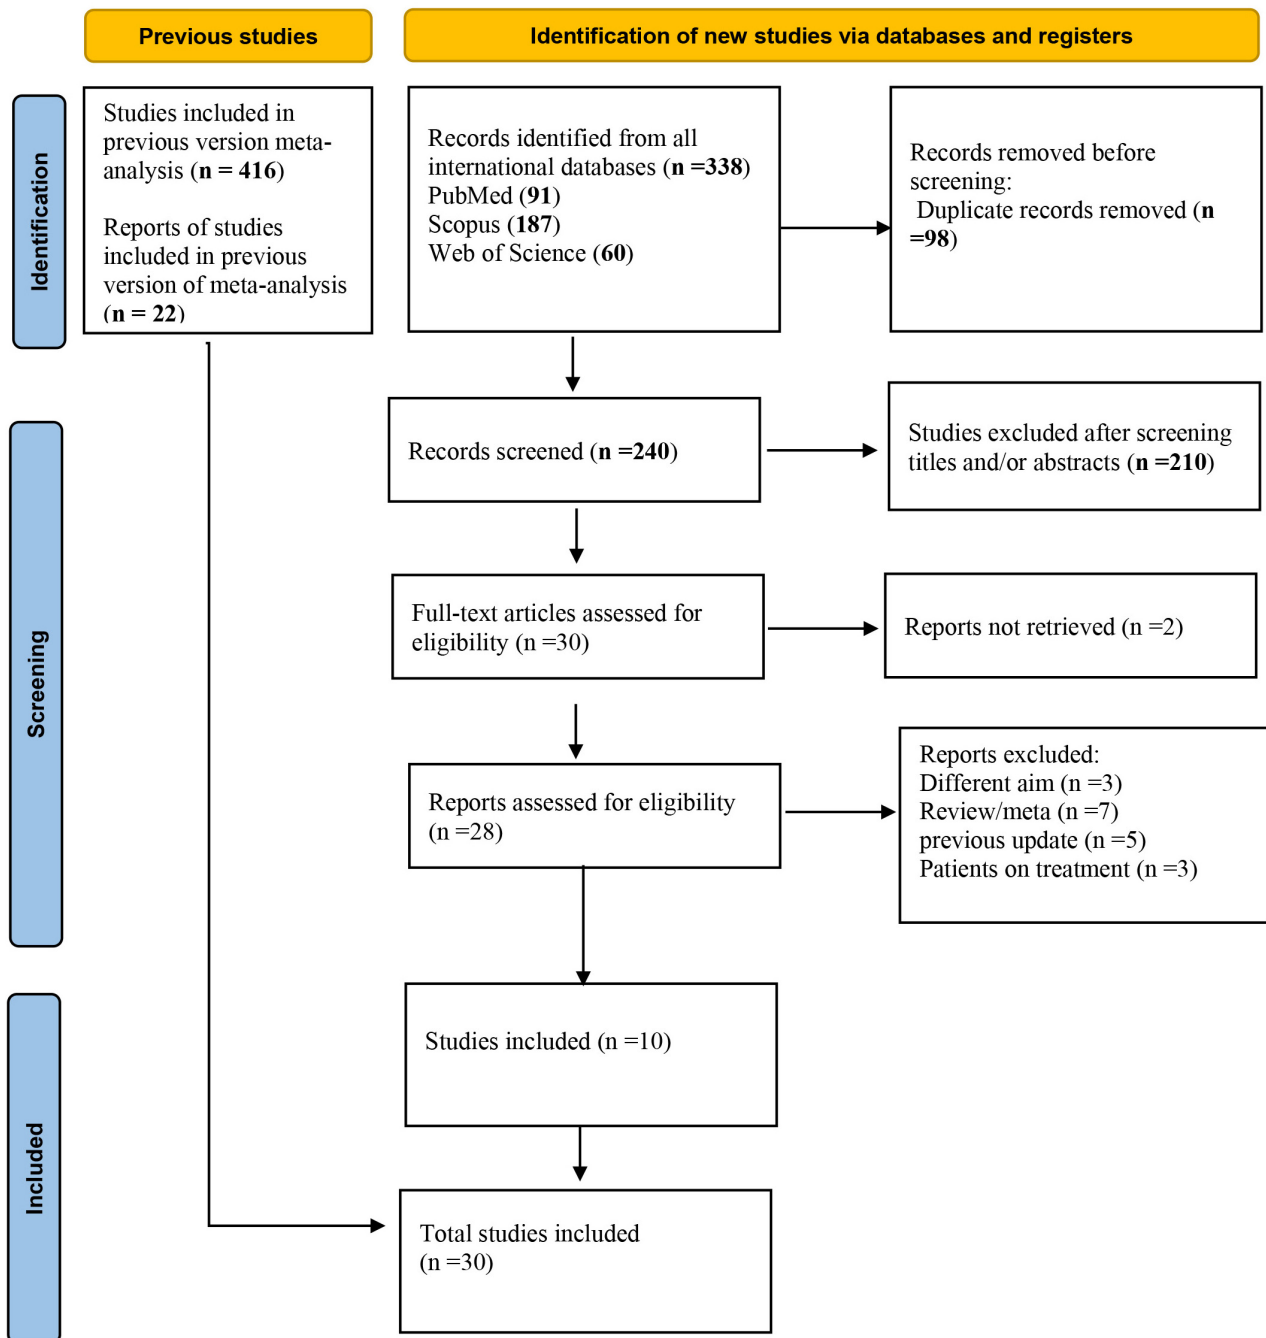 Previous studies
Identification of new studies via databases and registers
Identification
Studies included in
previous version meta-
analysis (n = 416)
Reports of studies
included in previous
version of meta-analysis
(n = 22)
Records identified from all
international databases (n =338)
PubMed (91)
Scopus (187)
Web of Science (60)
Records removed before
screening:
Duplicate records removed (n
=98)
Screening
Records screened (n =240)
Studies excluded after screening
titles and/or abstracts (n =210)
Full-text articles assessed for
eligibility (n =30)
Reports not retrieved (n =2)
Reports assessed for eligibility
(n =28)
Reports excluded:
Different aim (n =3)
Review/meta (n =7)
previous update (n =5)
Patients on treatment (n =3)
Included
Studies included (n =10)
Total studies included
(n =30)